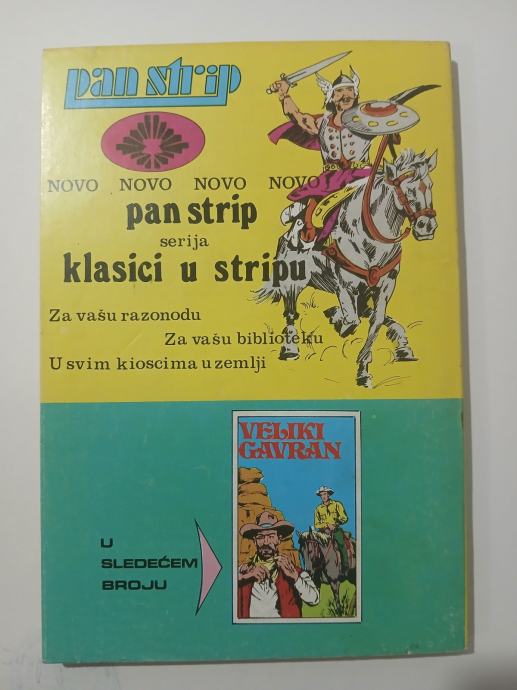 pan strip
NOVO NOVO NOVO NOVO
pan strip
serija
klasici u stripu
Za vašu razonodu
Za vašu biblioteku
U svim kioscima u zemlji
VELIKI
GAVRAN
U
SLEDEĆEM
BROJU